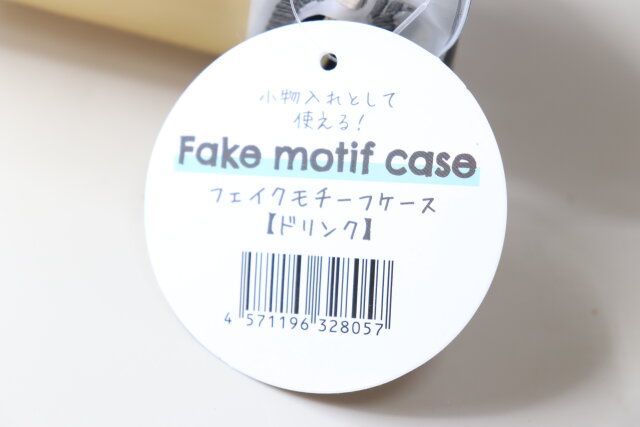 小物入れとして
使える!
Fake motif case
フェイクモチーフケース
【ドリンク】
4 571196 328057